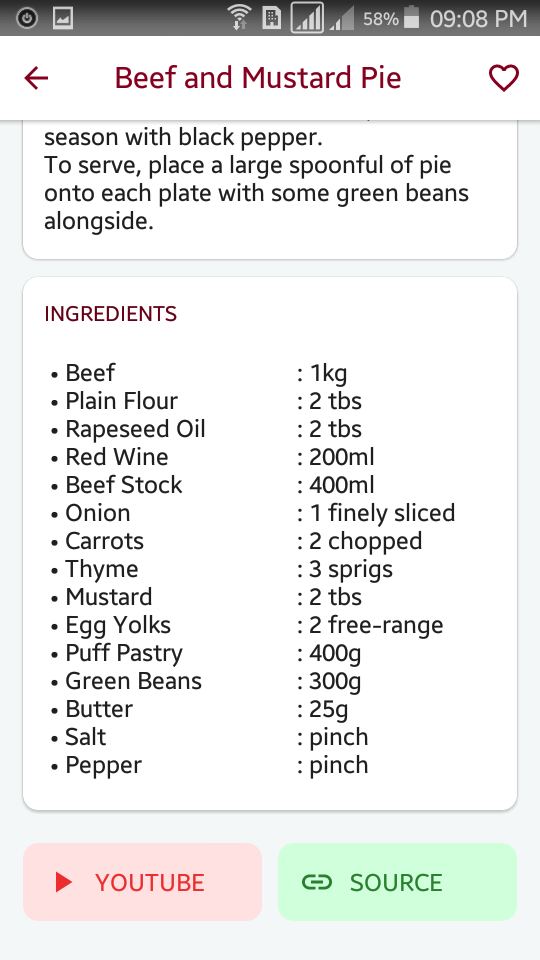 58% 09:08 PM
Beef and Mustard Pie
season with black pepper.
To serve, place a large spoonful of pie
onto each plate with some green beans
alongside.
INGREDIENTS
• Beef : 1kg
• Plain Flour : 2 tbs
• Rapeseed Oil : 2 tbs
• Red Wine : 200ml
• Beef Stock : 400ml
• Onion : 1 finely sliced
• Carrots : 2 chopped
• Thyme : 3 sprigs
• Mustard : 2 tbs
• Egg Yolks : 2 free-range
• Puff Pastry : 400g
• Green Beans : 300g
• Butter : 25g
• Salt : pinch
• Pepper : pinch
YOUTUBE SOURCE